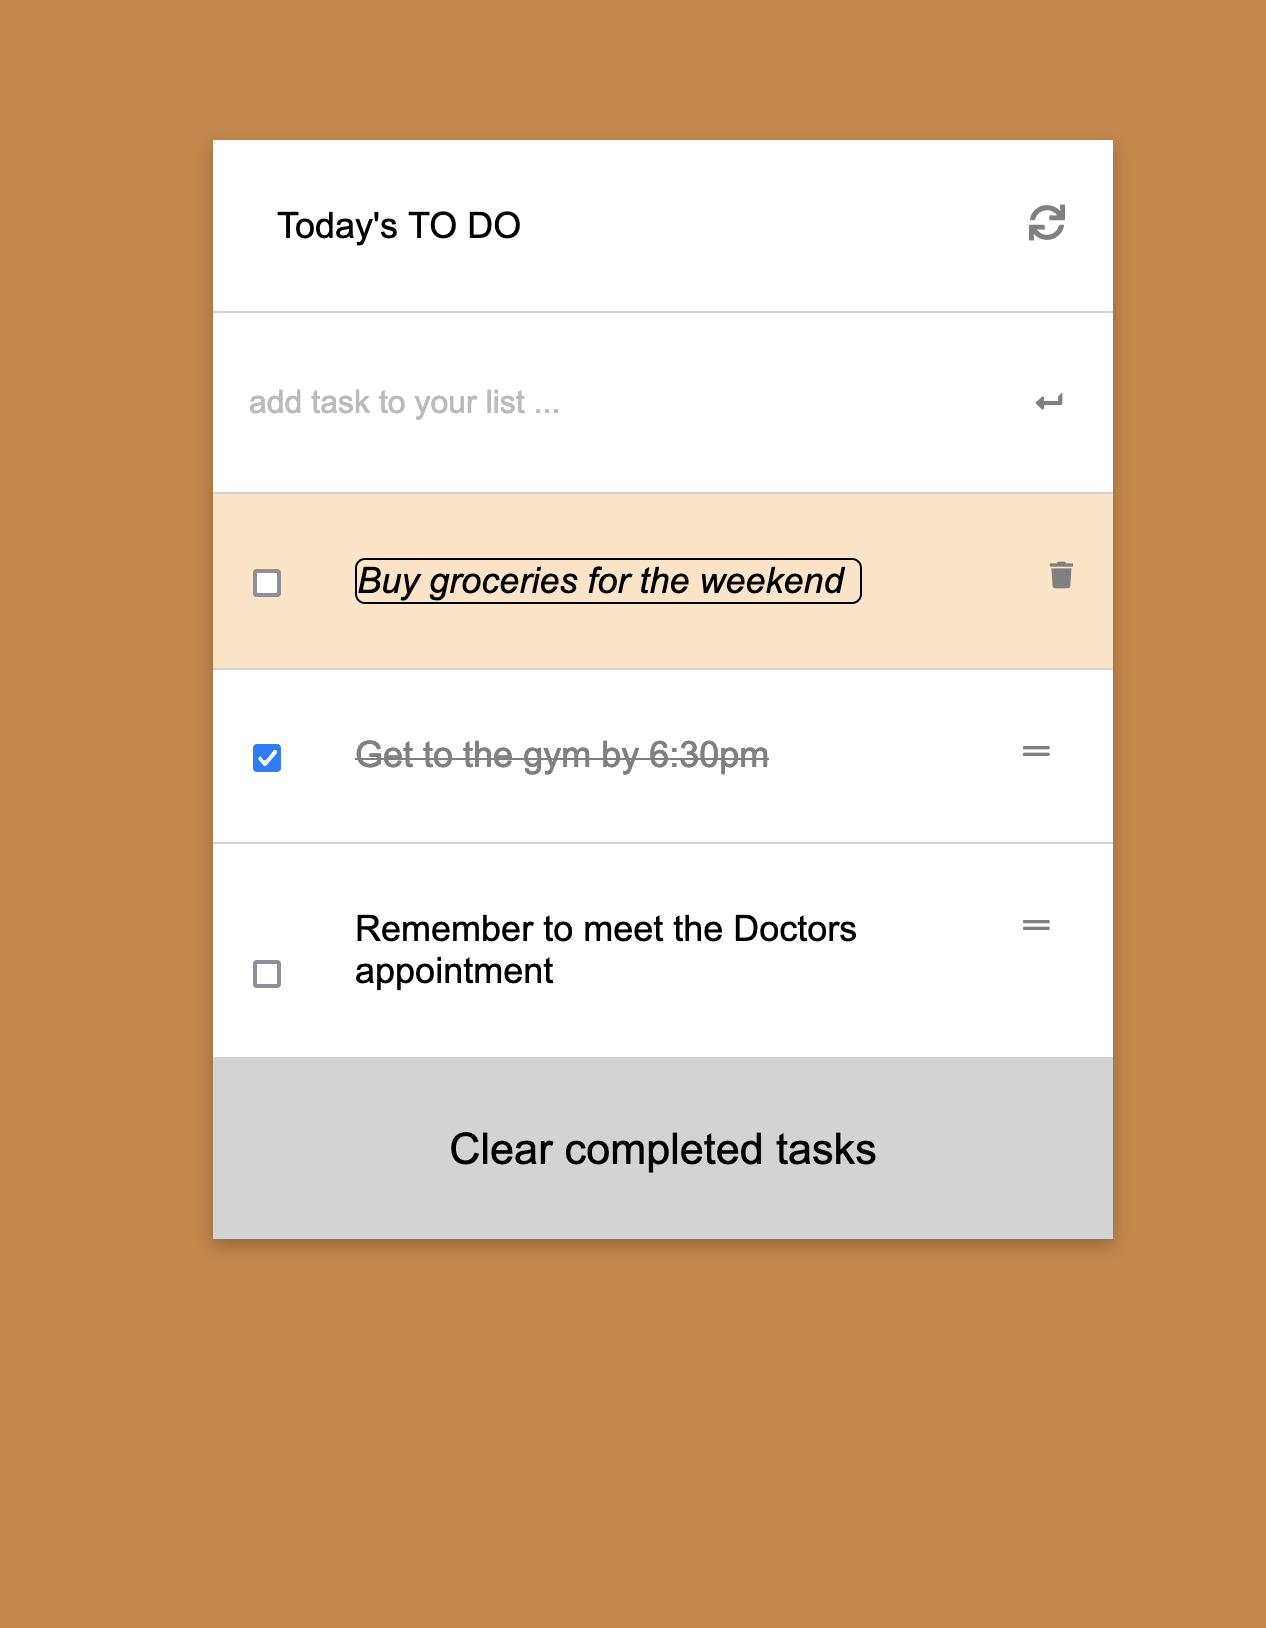 Today's TO DO
add task to your list ...
Buy groceries for the weekend
Get to the gym by 6:30pm
Remember to meet the Doctors
appointment
Clear completed tasks